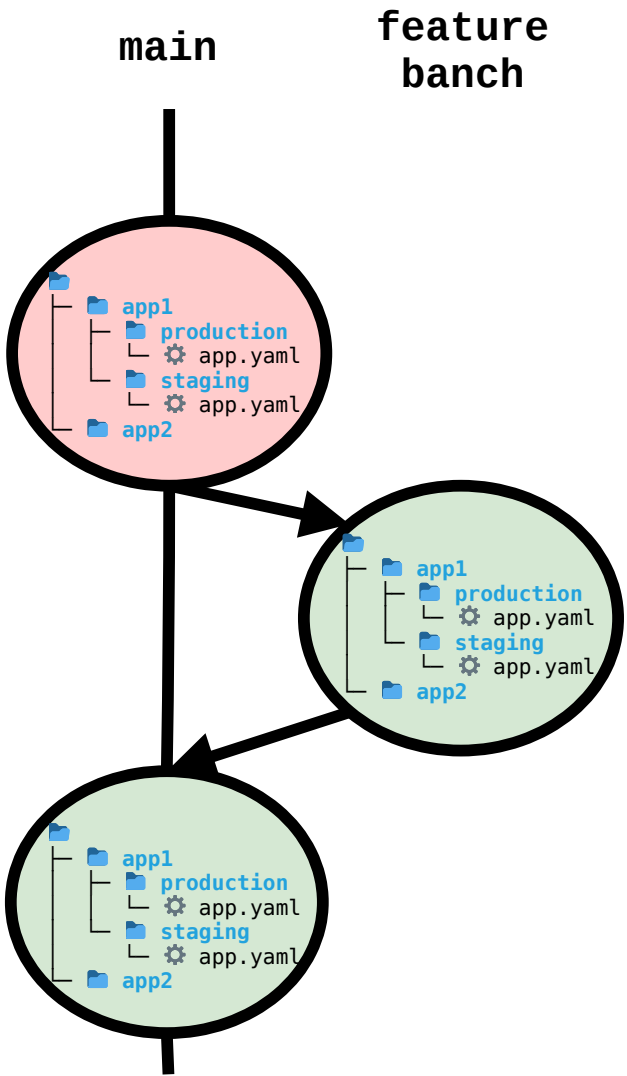 main
feature
banch
app1
production
app.yaml
staging
app.yaml
app2
app1
production
app.yaml
staging
app.yaml
app2
app1
production
app.yaml
staging
app.yaml
app2